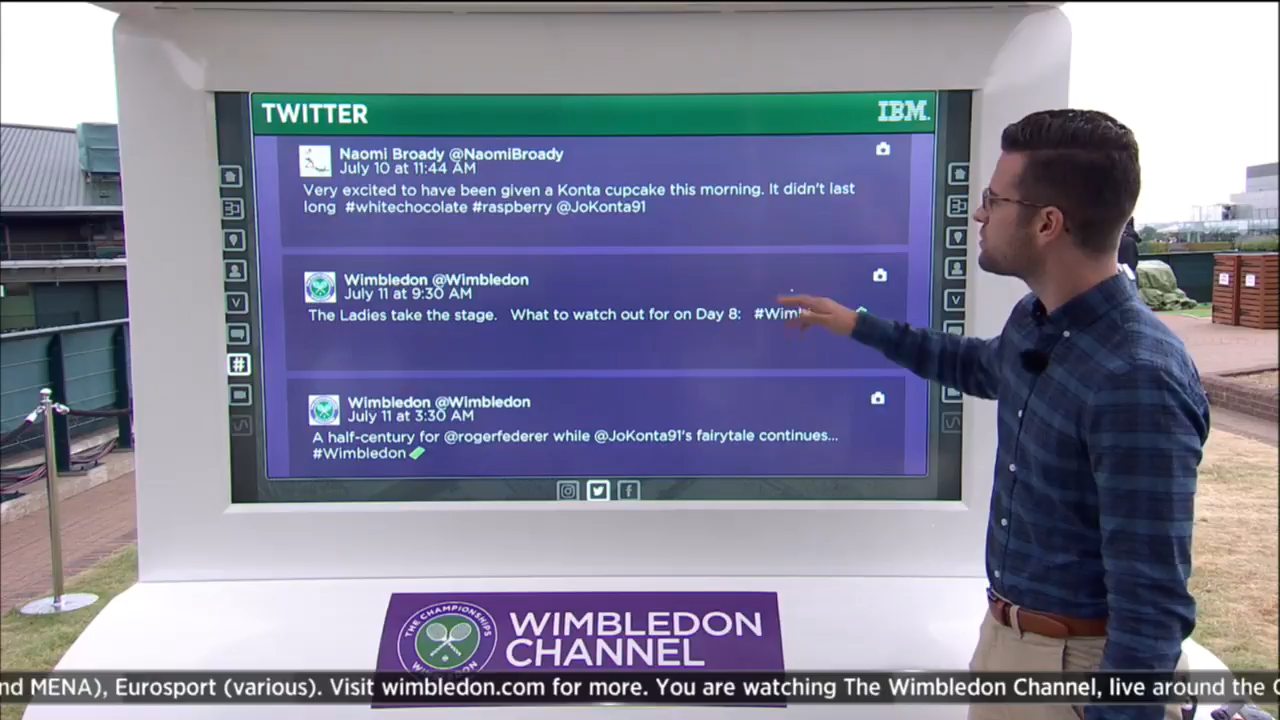 TWITTER
IBM.
Naomi Broady @NaomiBroady
July 10 at 11:44 AM
Very excited to have been given a Konta cupcake this morning. It didn't last
long #whitechocolate #raspberry @JoKonta91
Wimbledon @Wimbledon
July 11 at 9:30 AM
The Ladies take the stage. What to watch out for on Day 8:
Wimbledon @Wimbledon
July 11 at 3:30 AM
A half-century for @rogerfederer while @JoKonta91's fairytale continues...
#Wimbledon
THE CHAMPIONSHIPS
WIMBLEDON
WIMBLEDON
CHANNEL
MENA), Eurosport (various). Visit wimbledon.com for more. You are watching The Wimbledon Channel, live around the